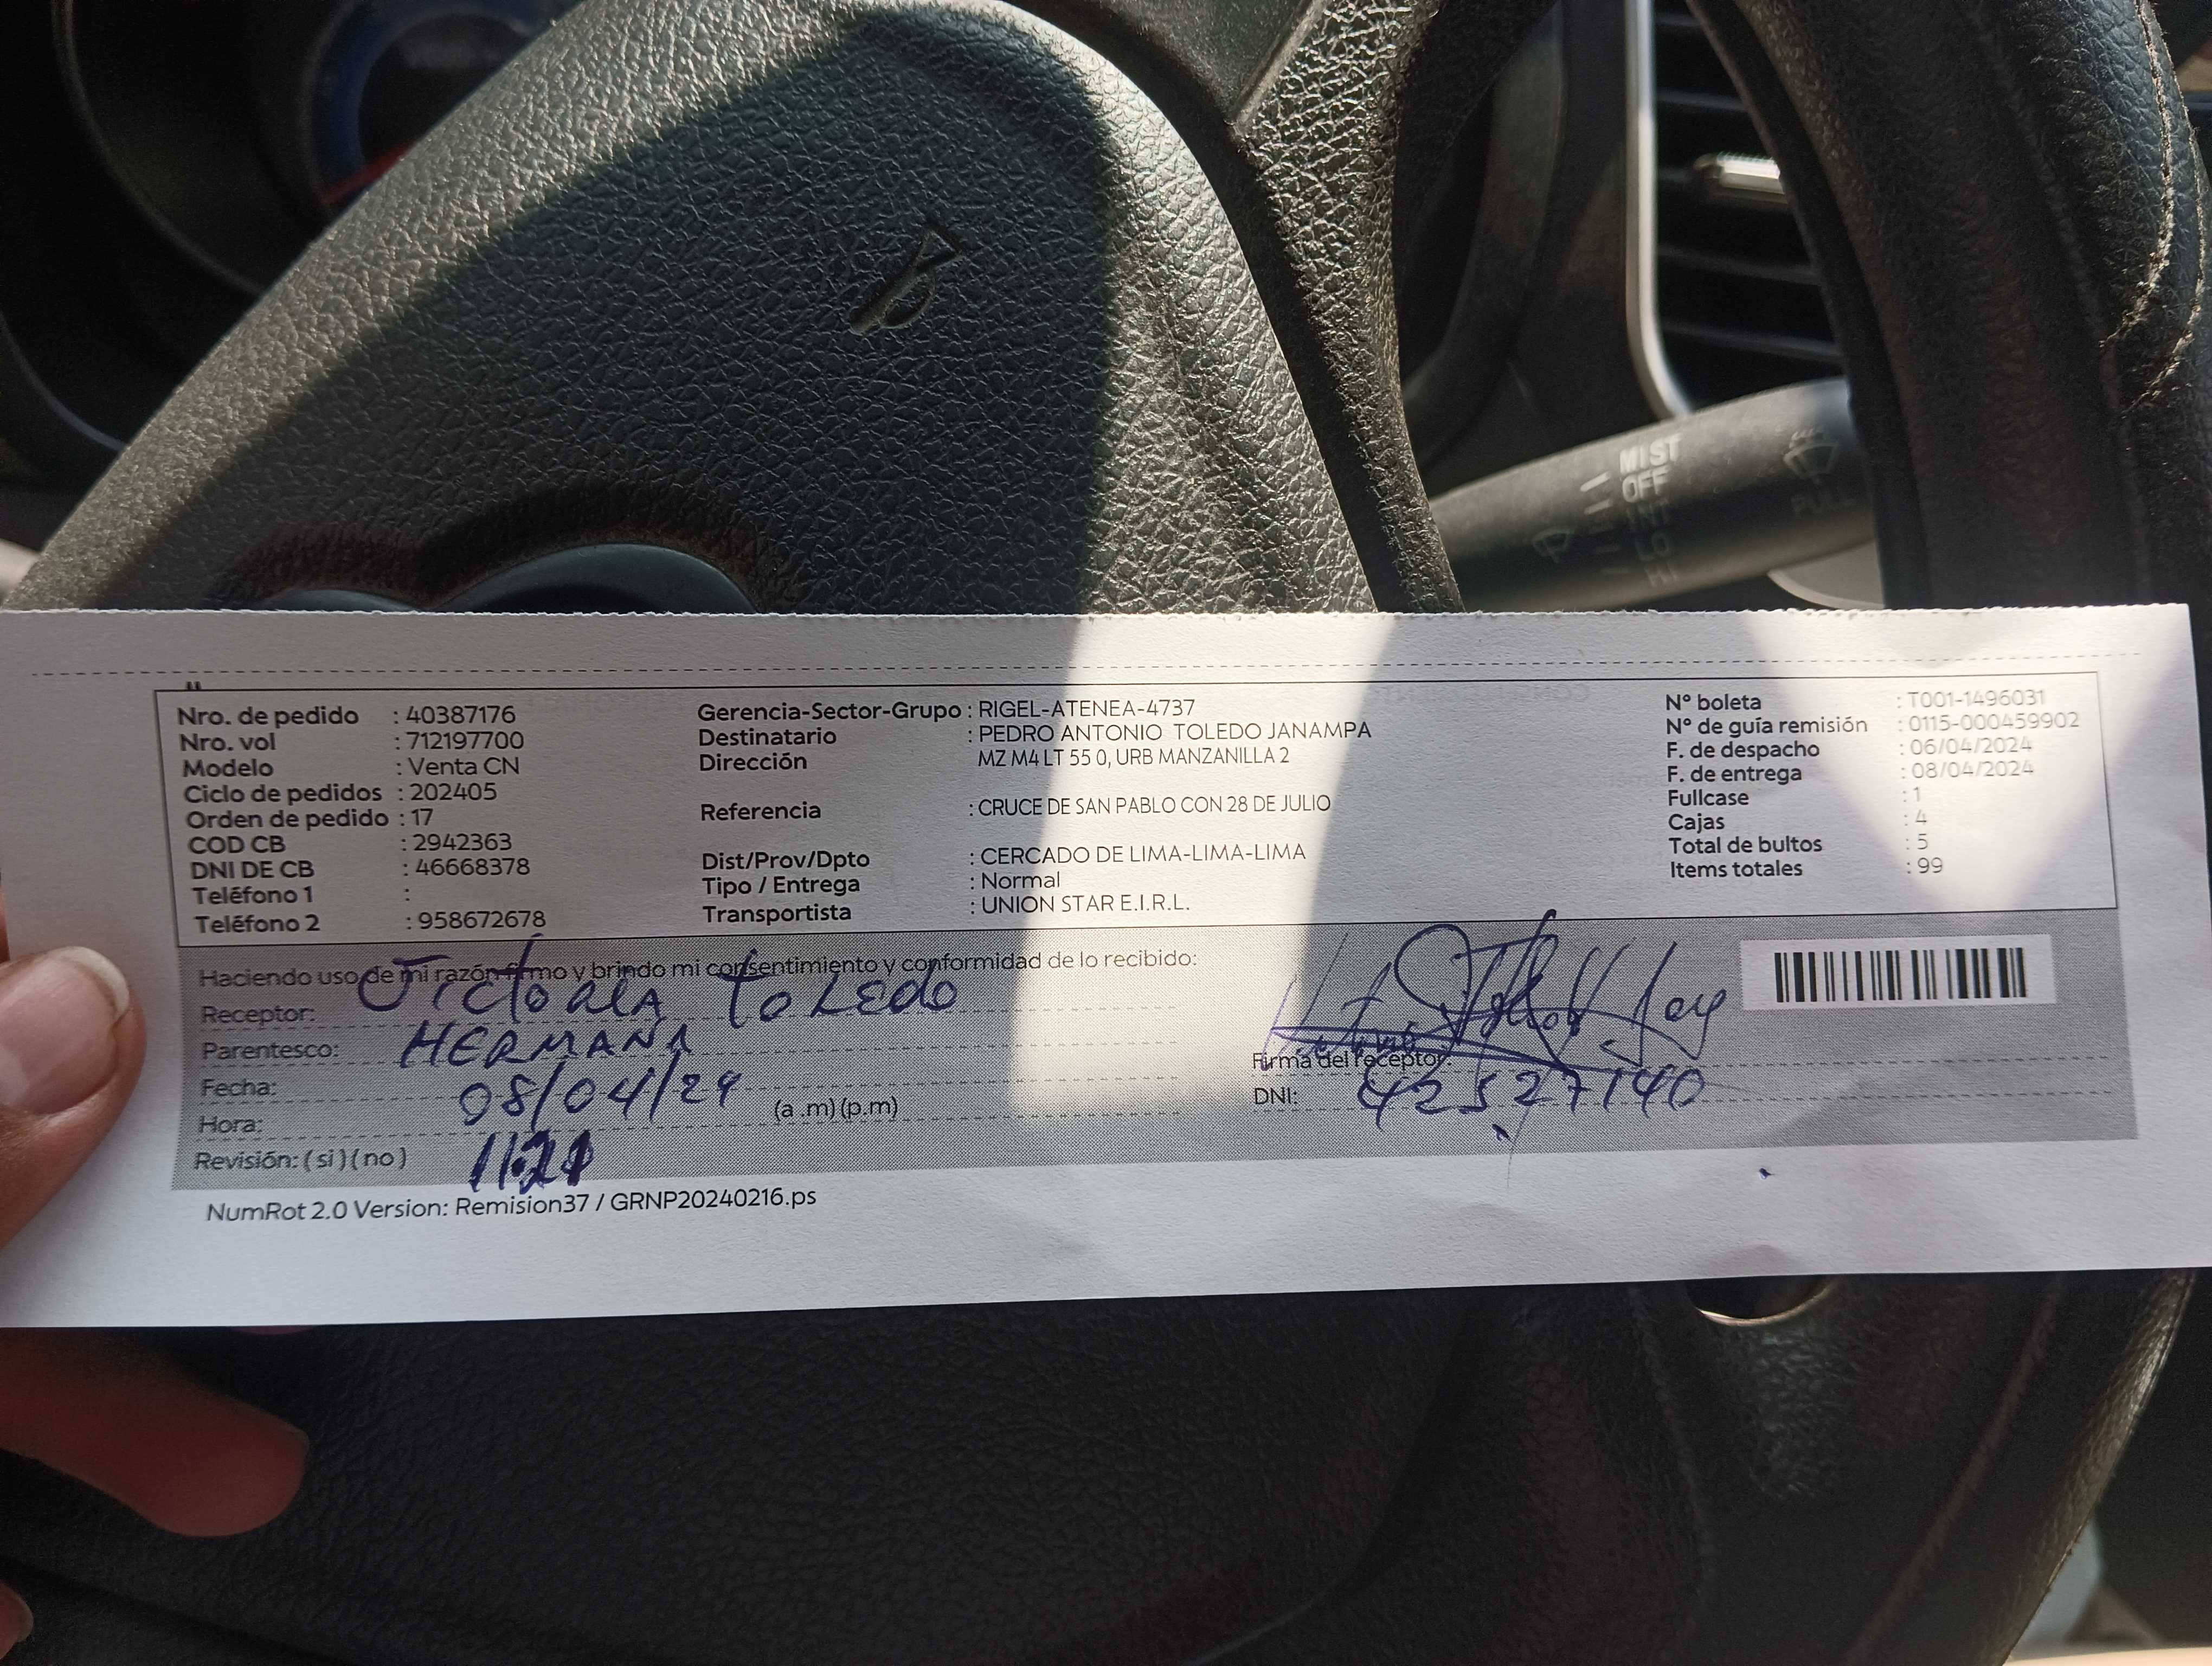 MIST
OFF
Nro. de pedido : 40387176
Nro. vol : 712197700
Modelo : Venta CN
Ciclo de pedidos : 202405
Orden de pedido : 17
COD CB : 2942363
DNI DE CB : 46668378
Teléfono 1 :
Teléfono 2 : 958672678
Gerencia-Sector-Grupo : RIGEL-ATENEA-4737
Destinatario : PEDRO ANTONIO TOLEDO JANAMPA
Dirección MZ M4 LT 55 0, URB MANZANILLA 2
Referencia : CRUCE DE SAN PABLO CON 28 DE JULIO
Dist/Prov/Dpto : CERCADO DE LIMA-LIMA-LIMA
Tipo / Entrega : Normal
Transportista : UNION STAR E.I.R.L.
Nº boleta : T001-1496031
Nº de guía remisión : 0115-000459902
F. de despacho : 06/04/2024
F. de entrega : 08/04/2024
Fullcase : 1
Cajas : 4
Total de bultos : 5
Items totales : 99
Haciendo uso de mi razón firmo y brindo mi consentimiento y conformidad de lo recibido:
Receptor: Victoria Toledo
Parentesco: HERMANA
Fecha: 08/04/24
Hora: 11:21 (a .m) (p.m)
Revisión: ( si ) ( no )
Firma del receptor:
DNI: 42527140
NumRot 2.0 Version: Remision37 / GRNP20240216.ps